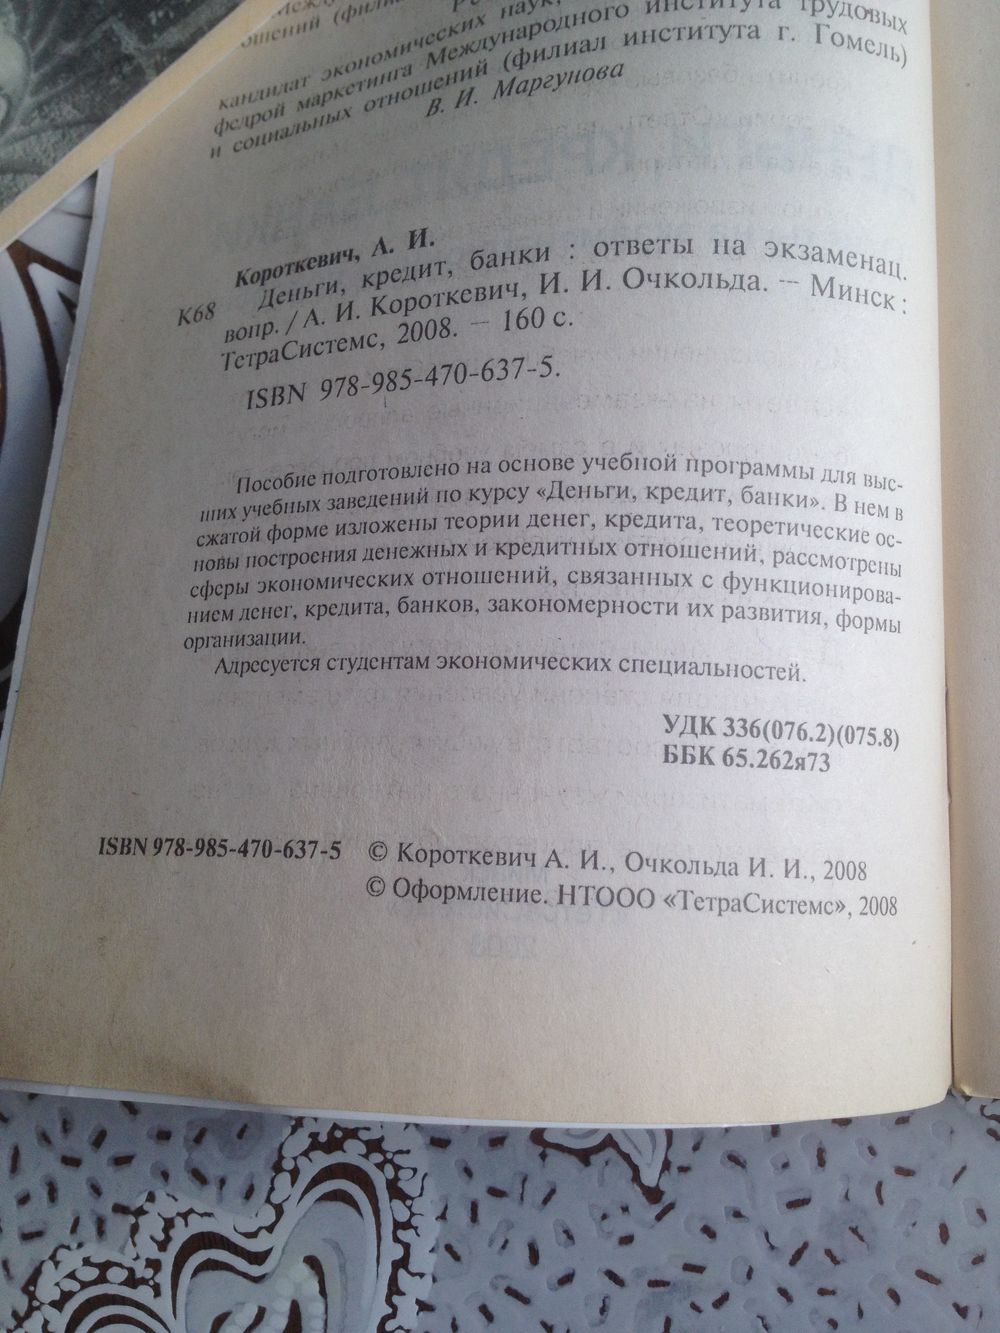 ошений (фили
кандидат экономических наук,
федрой маркетинга Международного института трудовых
и социальных отношений (филиал института г. Гомель)
В. И. Маргунова
Короткевич, А. И.
К68 Деньги, кредит, банки : ответы на экзаменац.
вопр. / А. И. Короткевич, И. И. Очкольда. — Минск :
ТетраСистемс, 2008. — 160 с.
ISBN 978-985-470-637-5.
Пособие подготовлено на основе учебной программы для выс-
ших учебных заведений по курсу «Деньги, кредит, банки». В нем в
сжатой форме изложены теории денег, кредита, теоретические ос-
новы построения денежных и кредитных отношений, рассмотрены
сферы экономических отношений, связанных с функционирова-
нием денег, кредита, банков, закономерности их развития, формы
организации.
Адресуется студентам экономических специальностей.
УДК 336(076.2)(075.8)
ББК 65.262я73
ISBN 978-985-470-637-5 © Короткевич А. И., Очкольда И. И., 2008
© Оформление. НТООО «ТетраСистемс», 2008